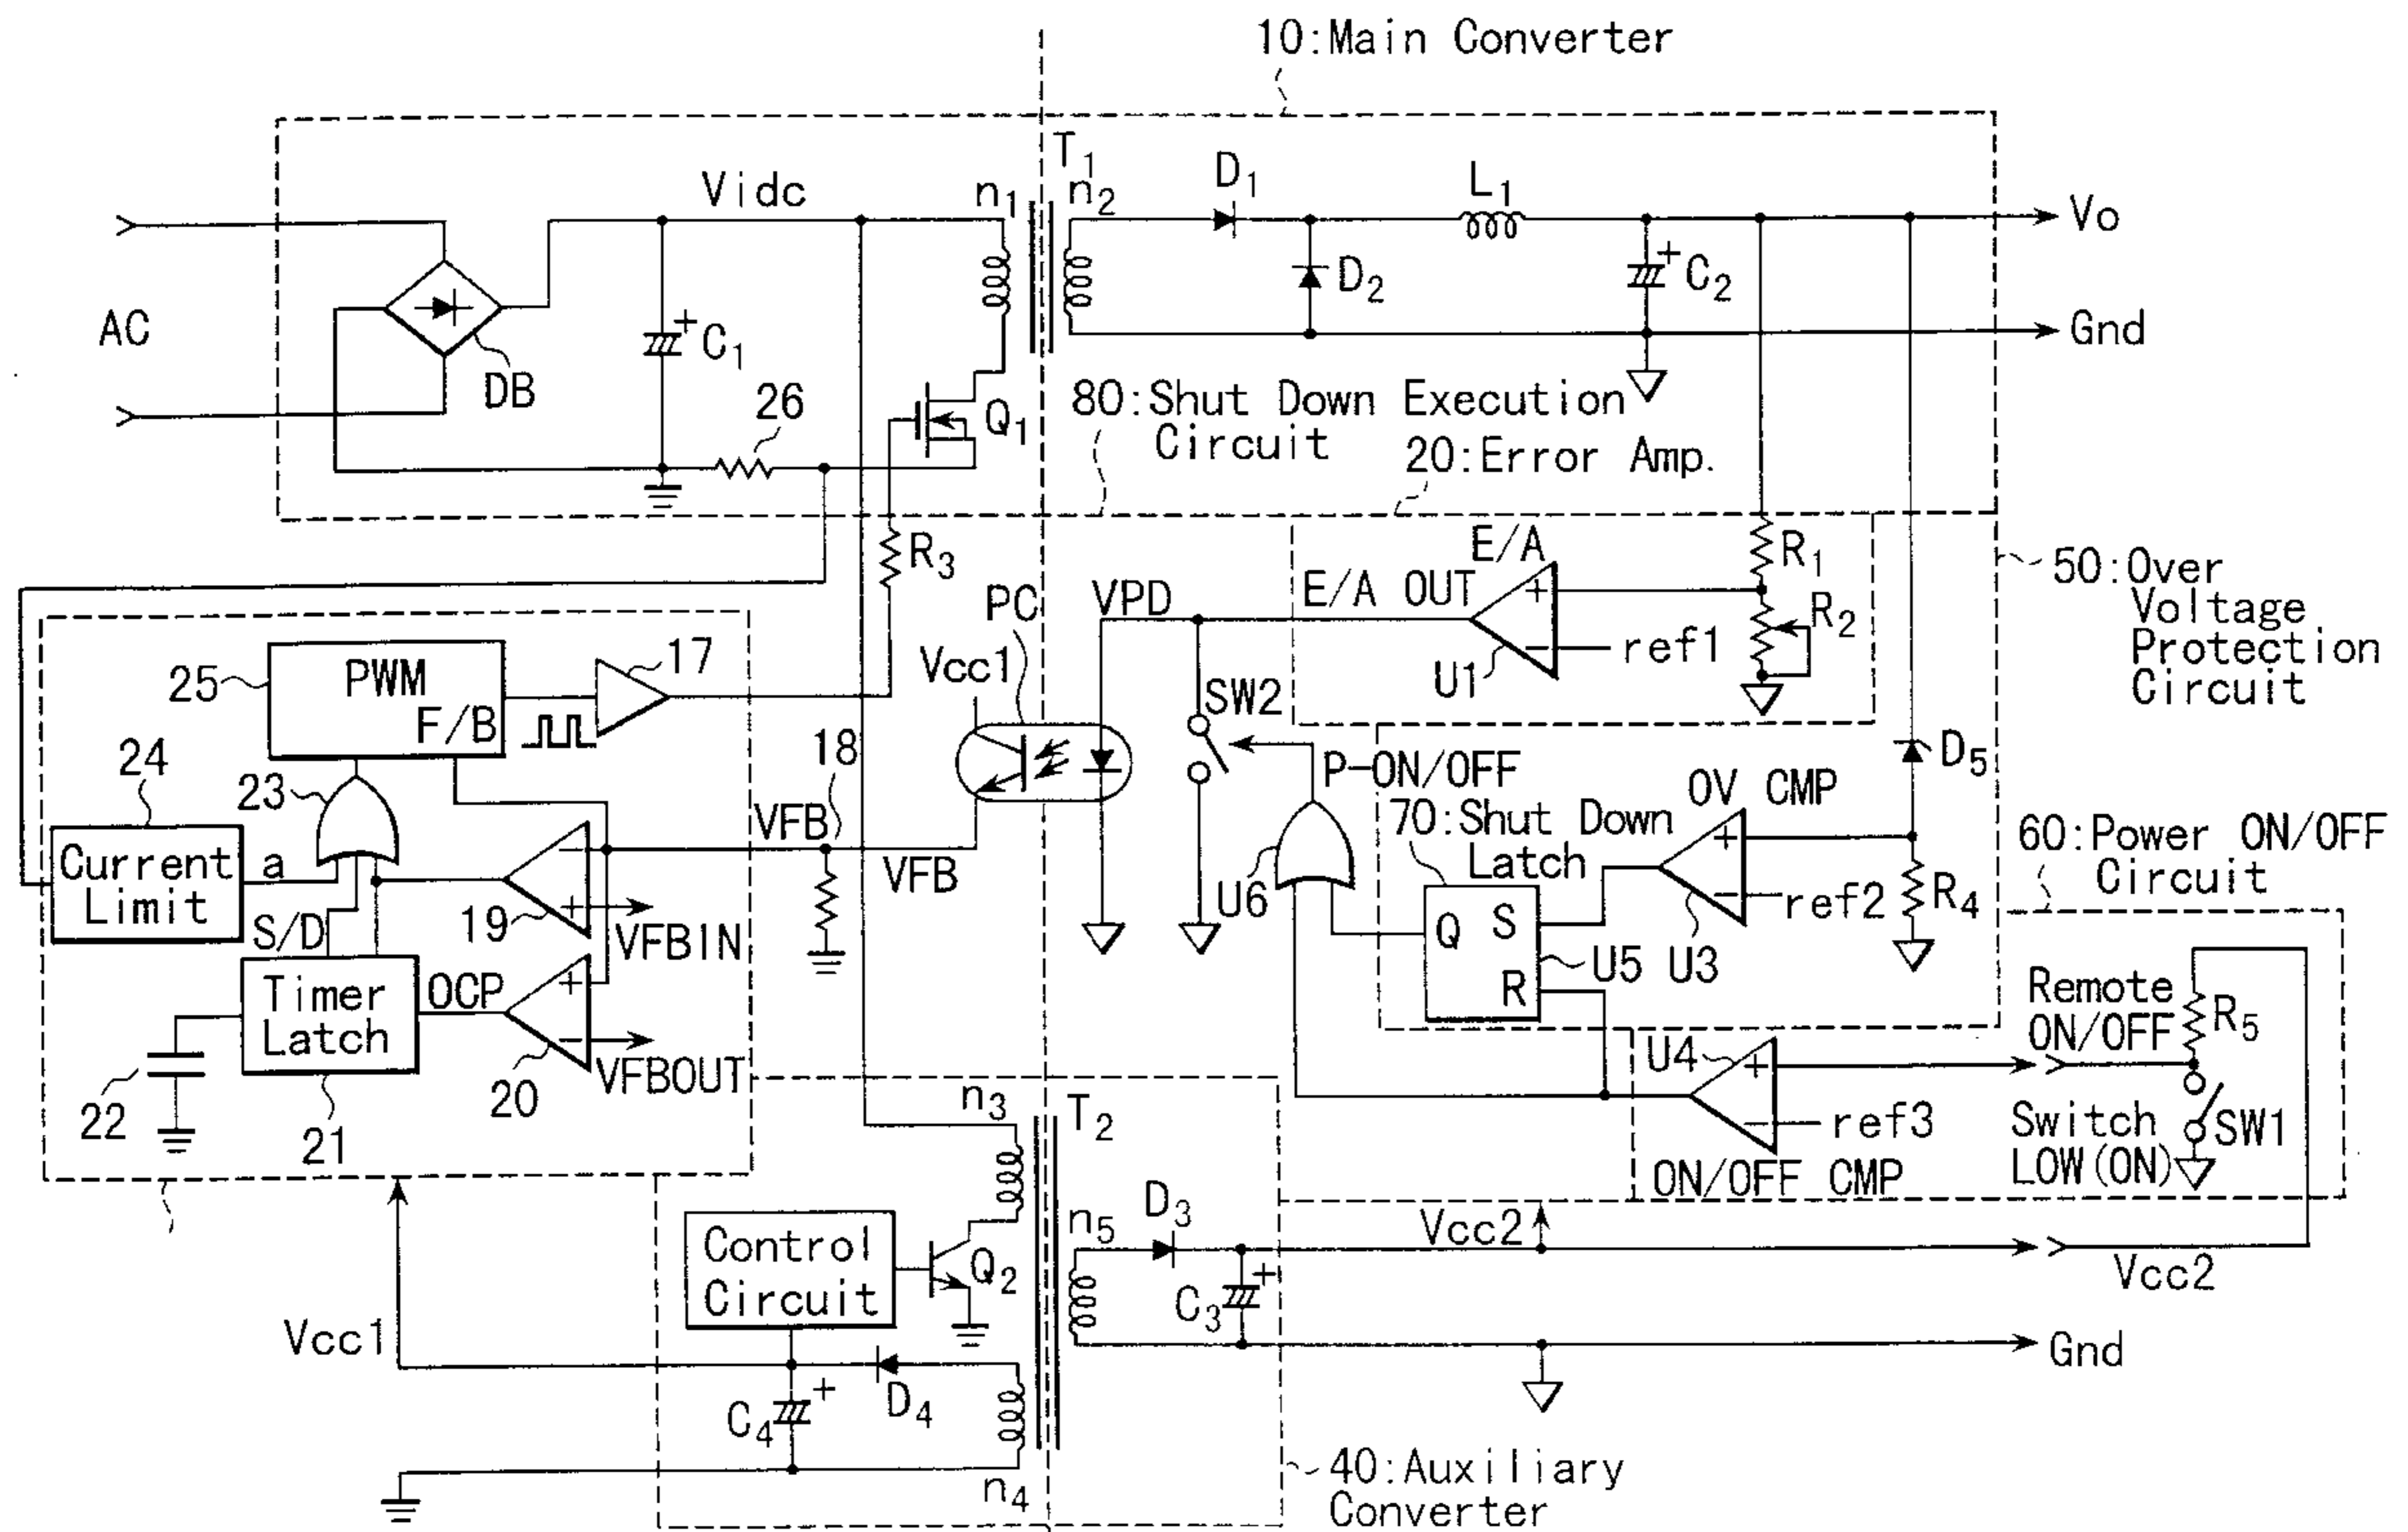 10:Main Converter
Vidc
n1
T1
n2
D1
L1
Vo
AC
DB
C1
D2
C2
Gnd
26
Q1
80:Shut Down Execution
Circuit
20:Error Amp.
R3
PC
VPD
E/A OUT
E/A
R1
R2
ref1
U1
50:Over
Voltage
Protection
Circuit
25
PWM
F/B
17
Vcc1
SW2
18
24
23
Current
Limit
a
VFB
VFB
P-ON/OFF
OV CMP
D5
70:Shut Down
Latch
60:Power ON/OFF
Circuit
S/D
19
+
−
VFBIN
U6
Q
S
R
U5
U3
ref2
R4
Timer
Latch
OCP
20
VFBOUT
22
21
Remote
ON/OFF
R5
U4
ref3
Switch
LOW(ON)
SW1
ON/OFF CMP
n3
T2
Control
Circuit
Q2
n5
D3
Vcc2
C3
Vcc2
Vcc1
C4
D4
n4
Gnd
40:Auxiliary
Converter